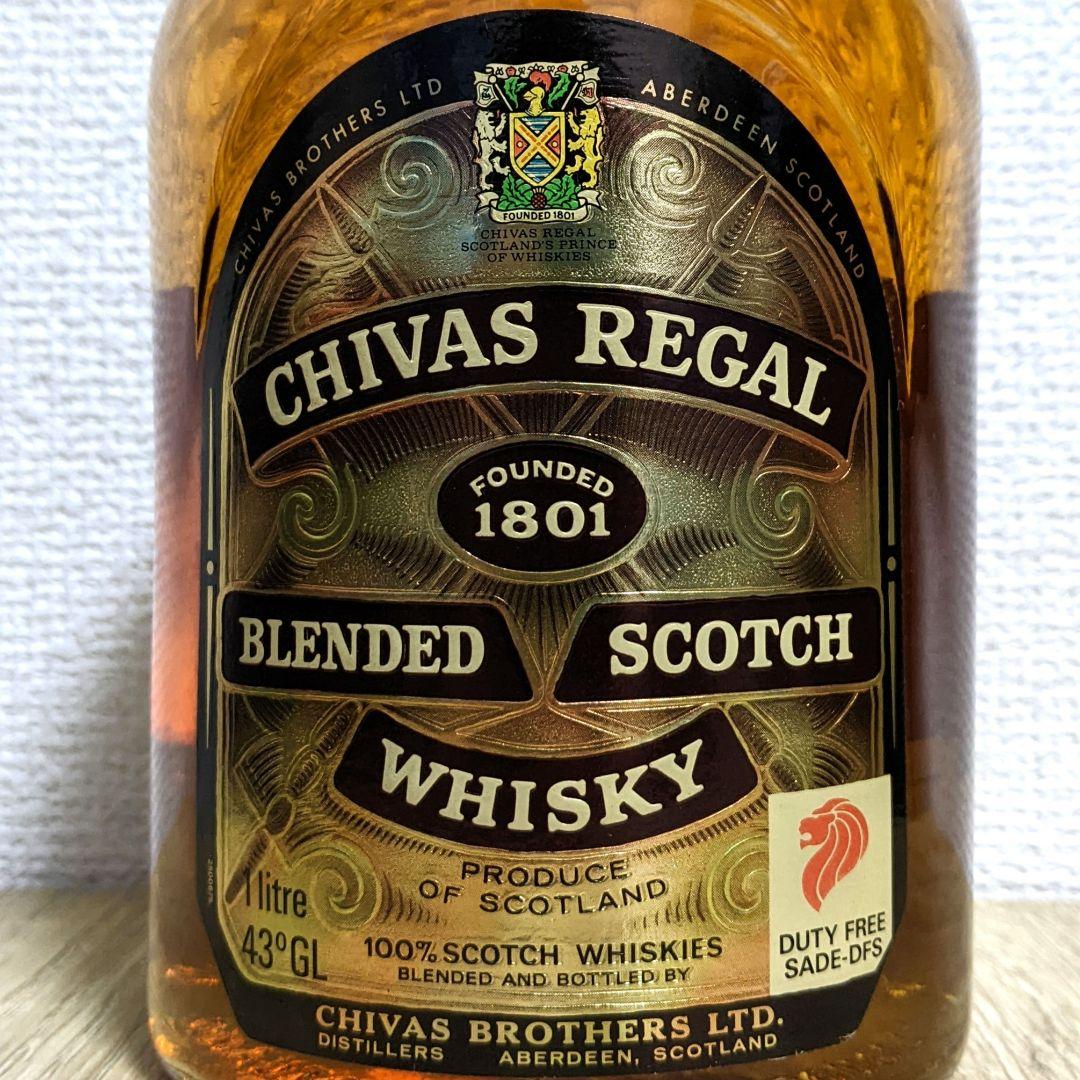 CHIVAS BROTHERS LTD ABERDEEN SCOTLAND
FOUNDED 1801
CHIVAS REGAL
SCOTLAND'S PRINCE
OF WHISKIES
CHIVAS REGAL
FOUNDED
1801
BLENDED SCOTCH
WHISKY
PRODUCE
OF SCOTLAND
1 litre
43°GL
100% SCOTCH WHISKIES
BLENDED AND BOTTLED BY
DUTY FREE
SADE-DFS
CHIVAS BROTHERS LTD.
DISTILLERS ABERDEEN, SCOTLAND